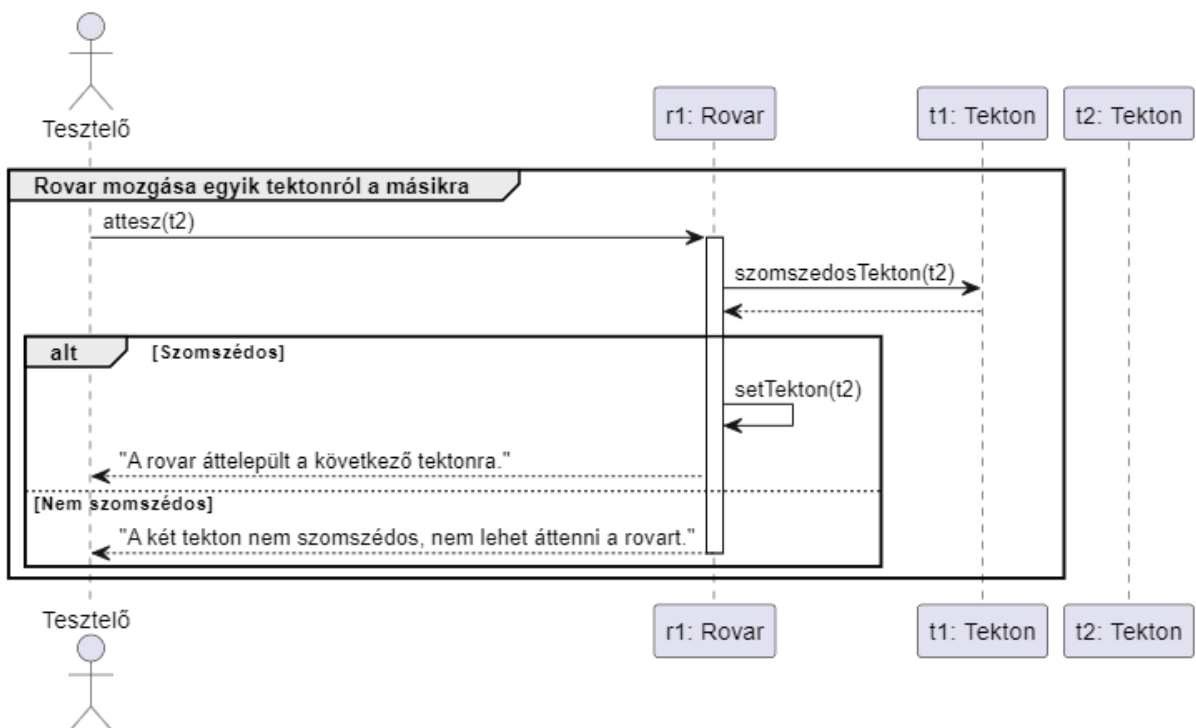 Tesztelő
r1: Rovar
t1: Tekton
t2: Tekton
Rovar mozgása egyik tektonról a másikra
attesz(t2)
szomszedosTekton(t2)
alt
[Szomszédos]
setTekton(t2)
"A rovar áttelepült a következő tektonra."
[Nem szomszédos]
"A két tekton nem szomszédos, nem lehet áttenni a rovart."
Tesztelő
r1: Rovar
t1: Tekton
t2: Tekton